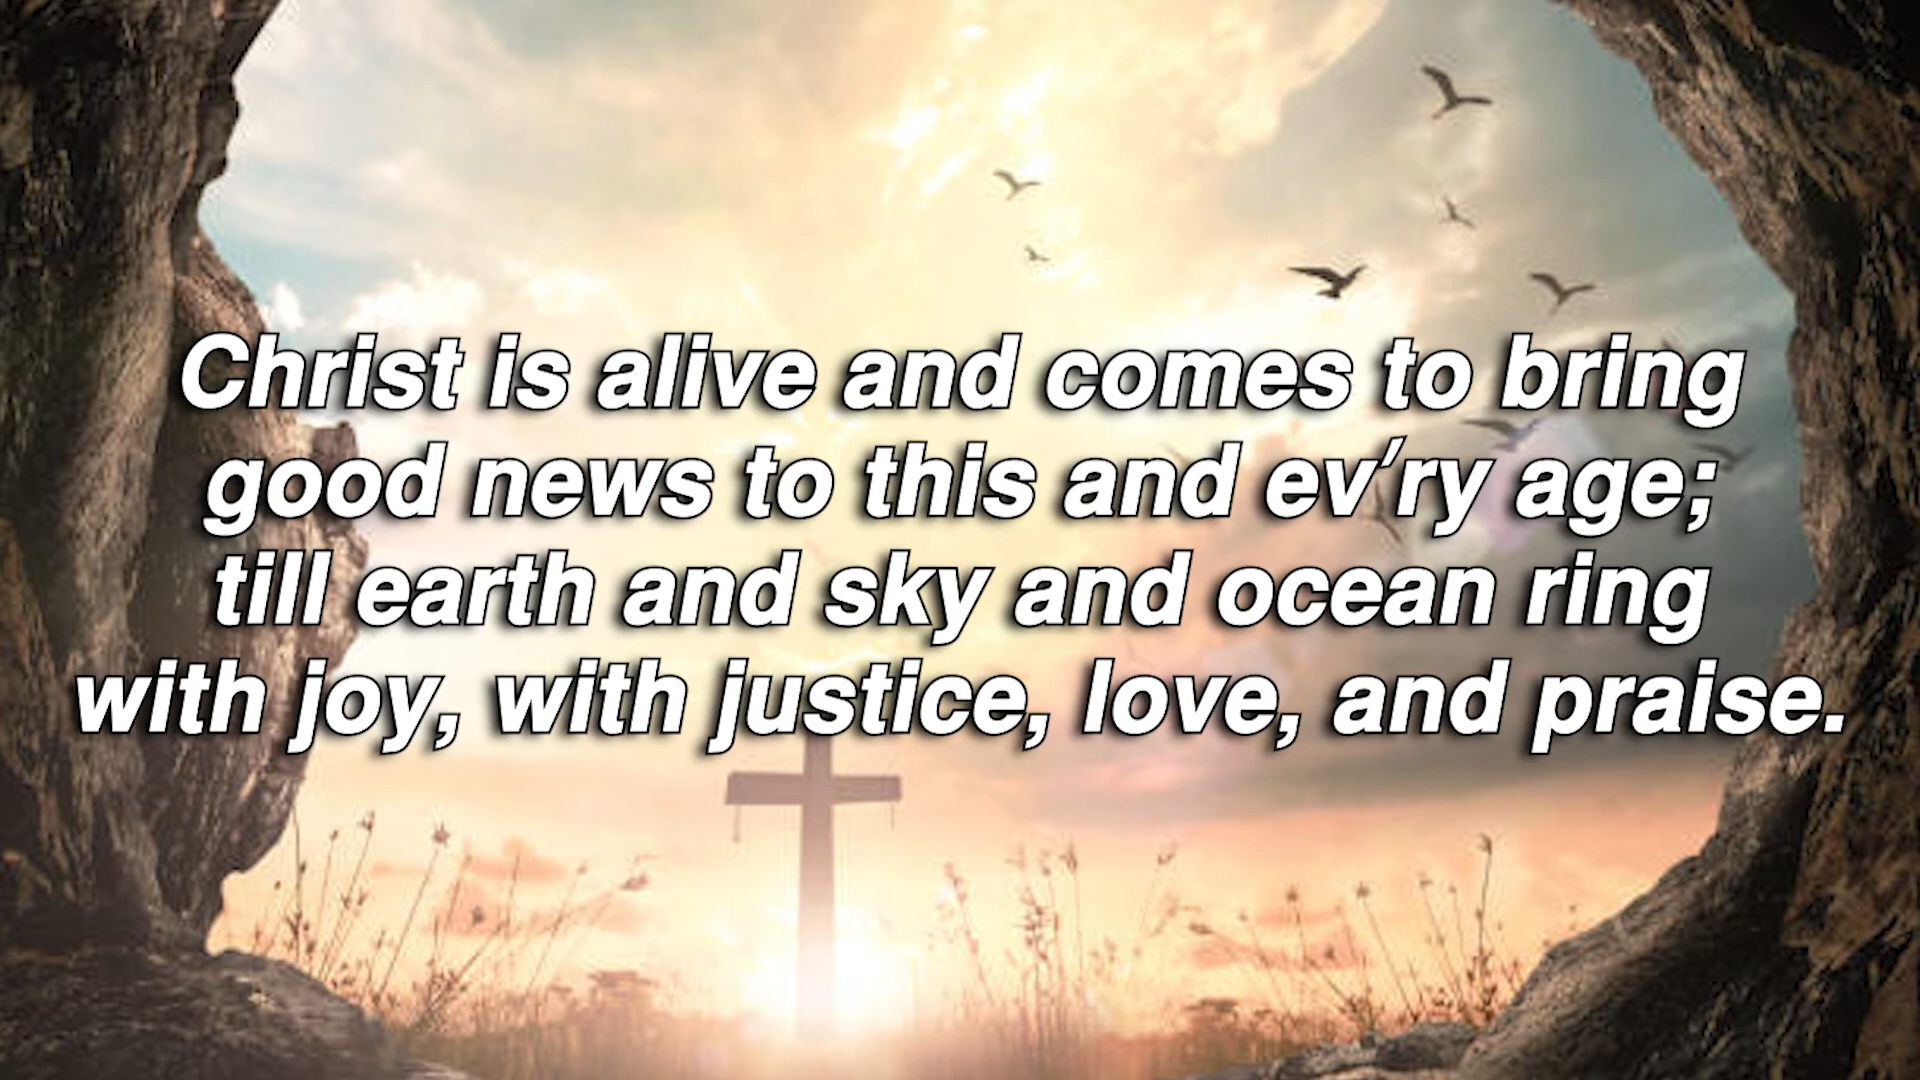 Christ is alive and comes to bring
good news to this and ev’ry age;
till earth and sky and ocean ring
with joy, with justice, love, and praise.